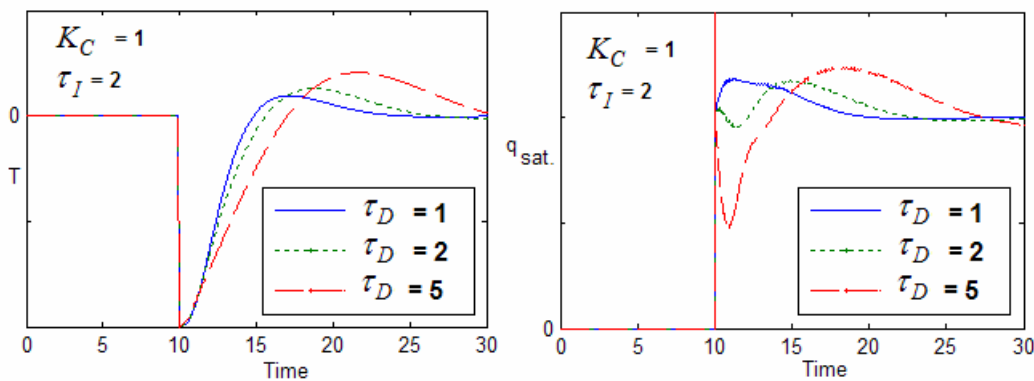 K_C = 1
τ_I = 2
0
T
τ_D = 1
τ_D = 2
τ_D = 5
0 5 10 15 20 25 30
Time
K_C = 1
τ_I = 2
q sat.
τ_D = 1
τ_D = 2
τ_D = 5
0
0 5 10 15 20 25 30
Time